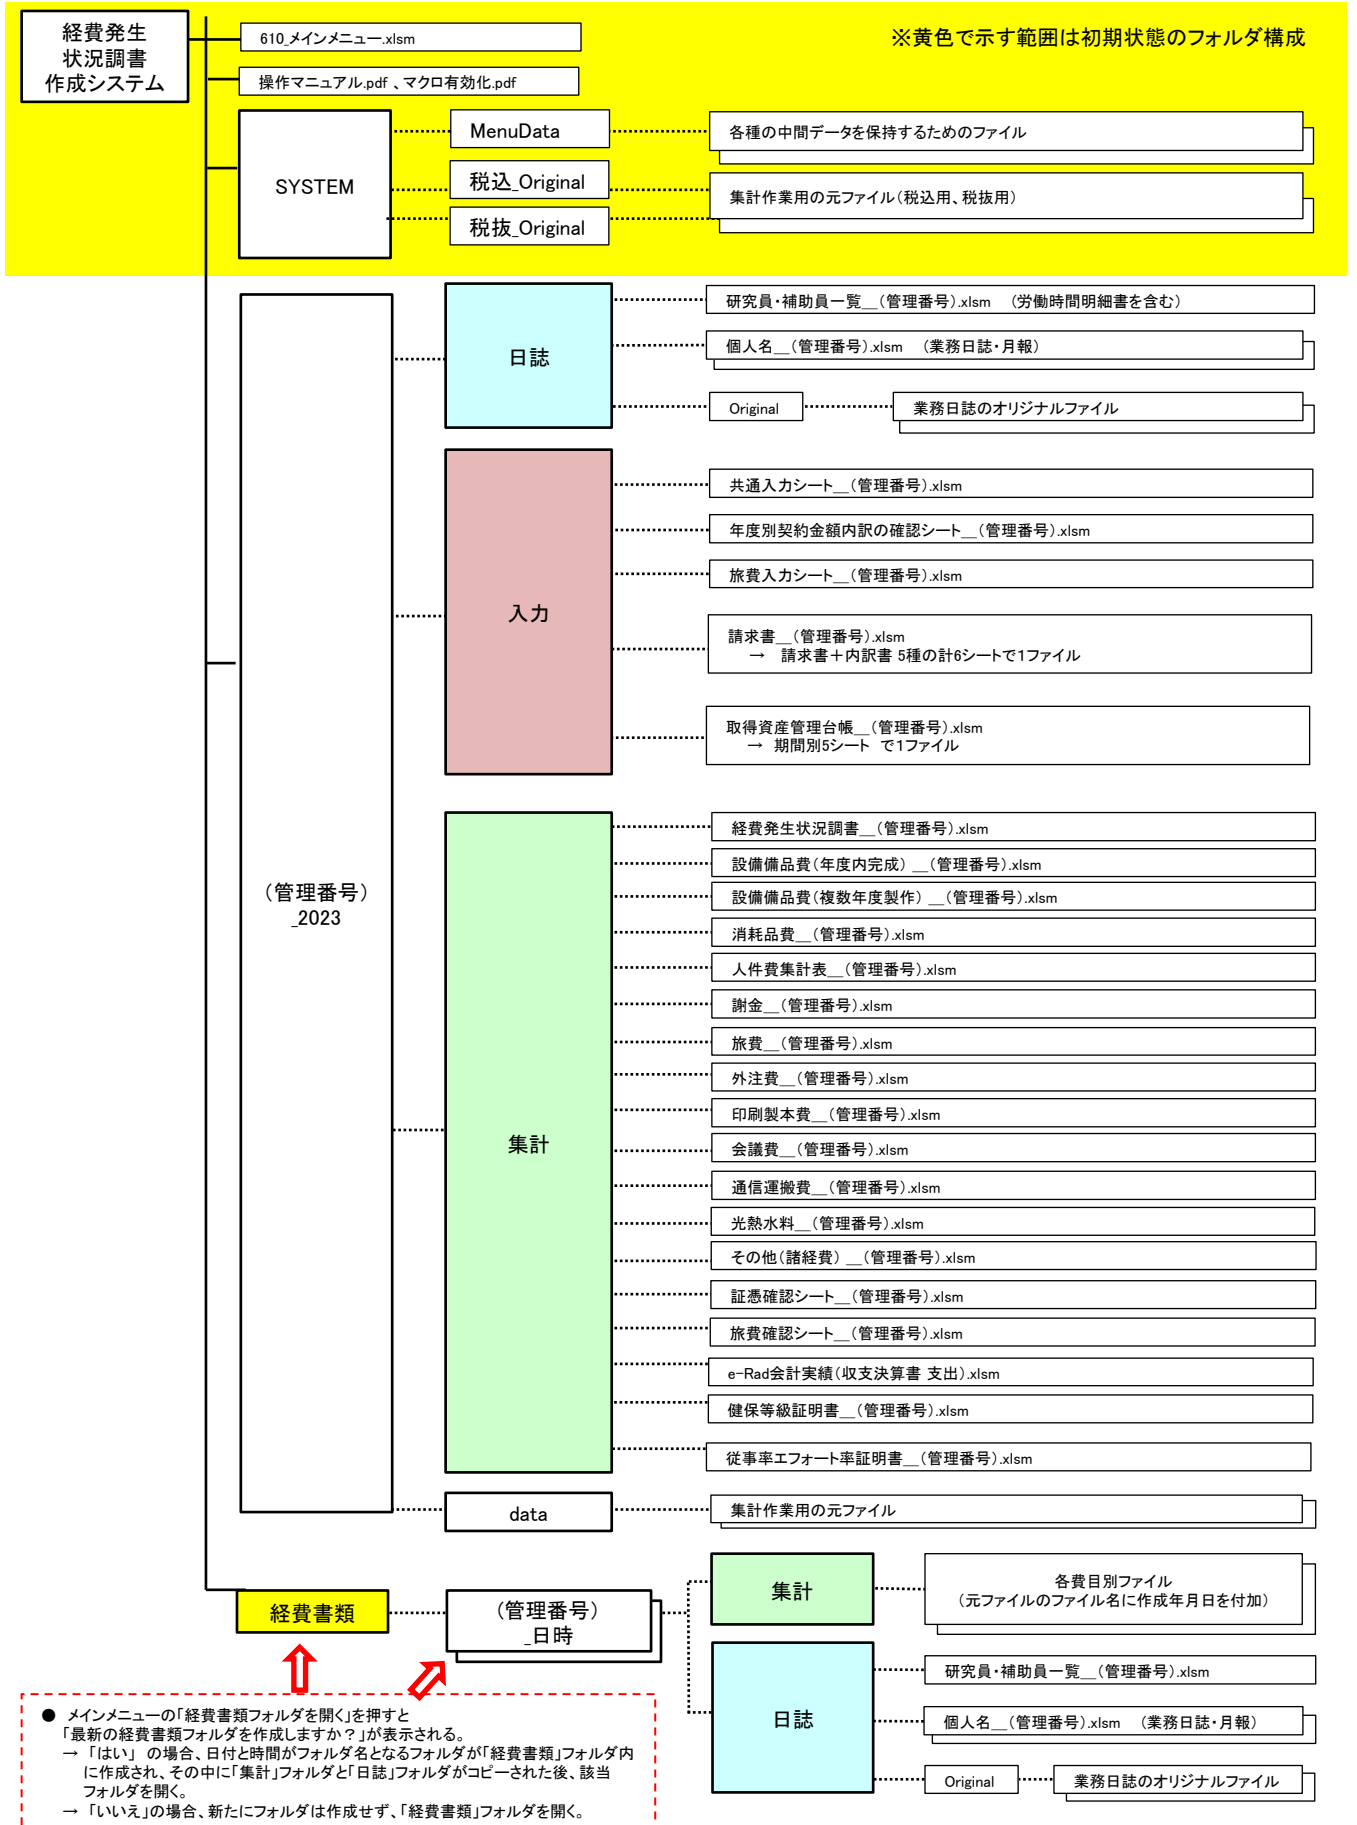 経費発生
状況調書
作成システム
610_メインメニュー.xlsm
※黄色で示す範囲は初期状態のフォルダ構成
操作マニュアル.pdf 、マクロ有効化.pdf
SYSTEM
MenuData
各種の中間データを保持するためのファイル
税込_Original
集計作業用の元ファイル（税込用、税抜用）
税抜_Original
（管理番号）
_2023
日誌
研究員・補助員一覧__（管理番号）.xlsm （労働時間明細書を含む）
個人名__（管理番号）.xlsm （業務日誌・月報）
Original
業務日誌のオリジナルファイル
入力
共通入力シート__（管理番号）.xlsm
年度別契約金額内訳の確認シート__（管理番号）.xlsm
旅費入力シート__（管理番号）.xlsm
請求書__（管理番号）.xlsm
→ 請求書＋内訳書 5種の計6シートで1ファイル
取得資産管理台帳__（管理番号）.xlsm
→ 期間別5シート で1ファイル
集計
経費発生状況調書__（管理番号）.xlsm
設備備品費（年度内完成） __（管理番号）.xlsm
設備備品費（複数年度製作） __（管理番号）.xlsm
消耗品費__（管理番号）.xlsm
人件費集計表__（管理番号）.xlsm
謝金__（管理番号）.xlsm
旅費__（管理番号）.xlsm
外注費__（管理番号）.xlsm
印刷製本費__（管理番号）.xlsm
会議費__（管理番号）.xlsm
通信運搬費__（管理番号）.xlsm
光熱水料__（管理番号）.xlsm
その他（諸経費） __（管理番号）.xlsm
証憑確認シート__（管理番号）.xlsm
旅費確認シート__（管理番号）.xlsm
e-Rad会計実績（収支決算書 支出）.xlsm
健保等級証明書__（管理番号）.xlsm
従事率エフォート率証明書__（管理番号）.xlsm
data
集計作業用の元ファイル
経費書類
（管理番号）
_日時
集計
各費目別ファイル
（元ファイルのファイル名に作成年月日を付加）
日誌
研究員・補助員一覧__（管理番号）.xlsm
個人名__（管理番号）.xlsm （業務日誌・月報）
Original
業務日誌のオリジナルファイル
● メインメニューの「経費書類フォルダを開く」を押すと
「最新の経費書類フォルダを作成しますか？」が表示される。
→ 「はい」 の場合、日付と時間がフォルダ名となるフォルダが「経費書類」フォルダ内
に作成され、その中に「集計」フォルダと「日誌」フォルダがコピーされた後、該当
フォルダを開く。
→ 「いいえ」の場合、新たにフォルダは作成せず、「経費書類」フォルダを開く。